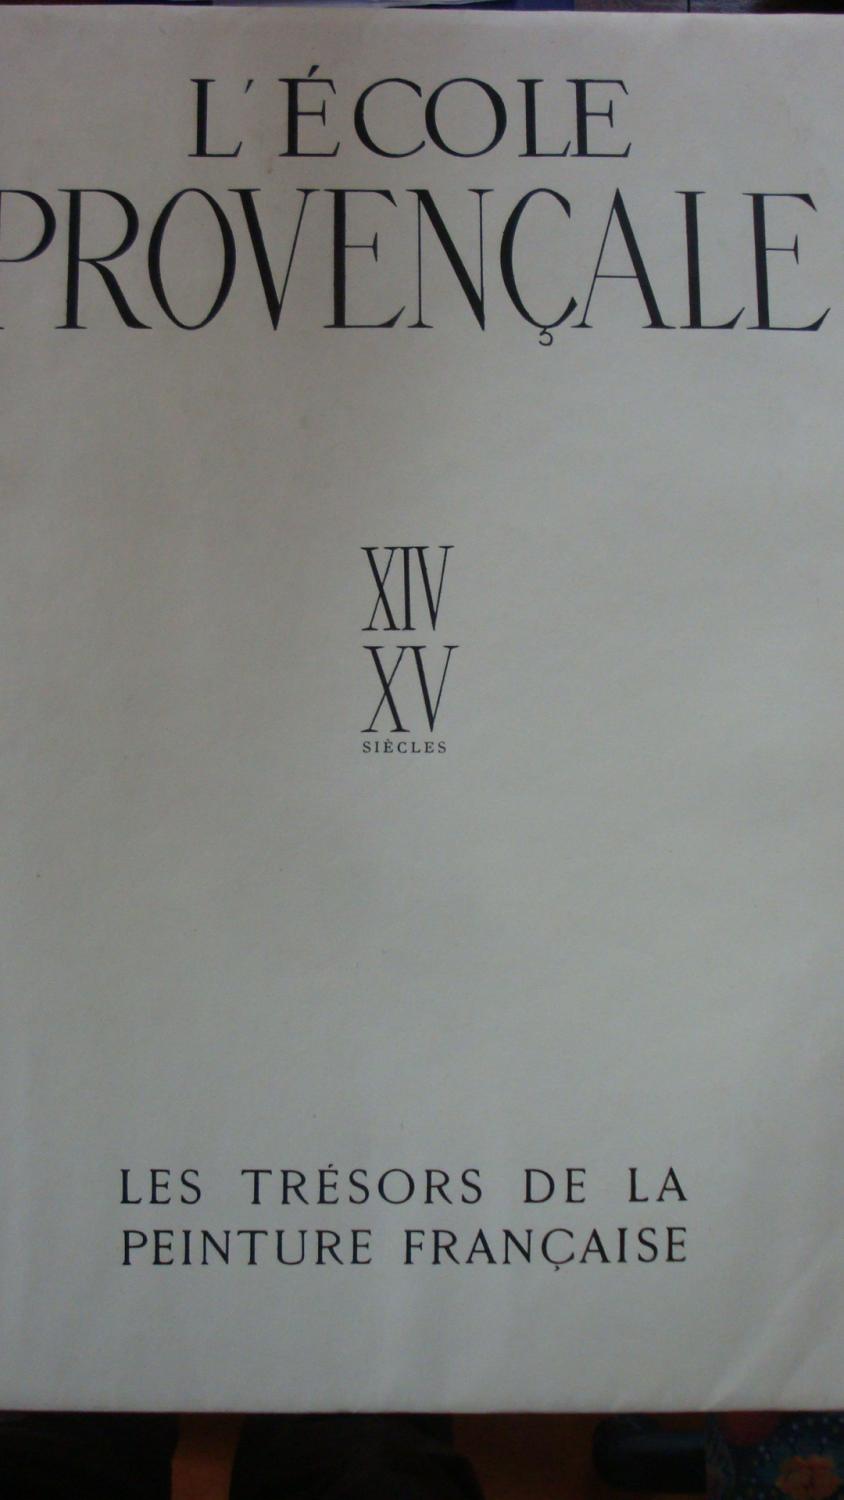 L'ÉCOLE
PROVENÇALE
XIV
XV
SIÈCLES
LES TRÉSORS DE LA
PEINTURE FRANÇAISE